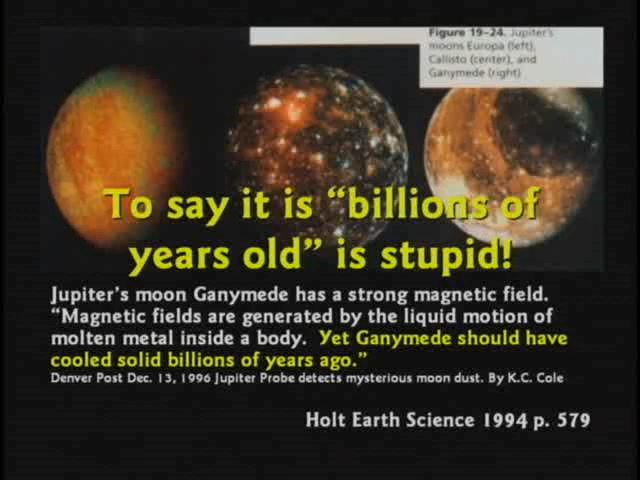 Figure 19–24. Jupiter's
moons Europa (left),
Callisto (center), and
Ganymede (right)
To say it is “billions of
years old” is stupid!
Jupiter’s moon Ganymede has a strong magnetic field.
“Magnetic fields are generated by the liquid motion of
molten metal inside a body. Yet Ganymede should have
cooled solid billions of years ago.”
Denver Post Dec. 13, 1996 Jupiter Probe detects mysterious moon dust. By K.C. Cole
Holt Earth Science 1994 p. 579